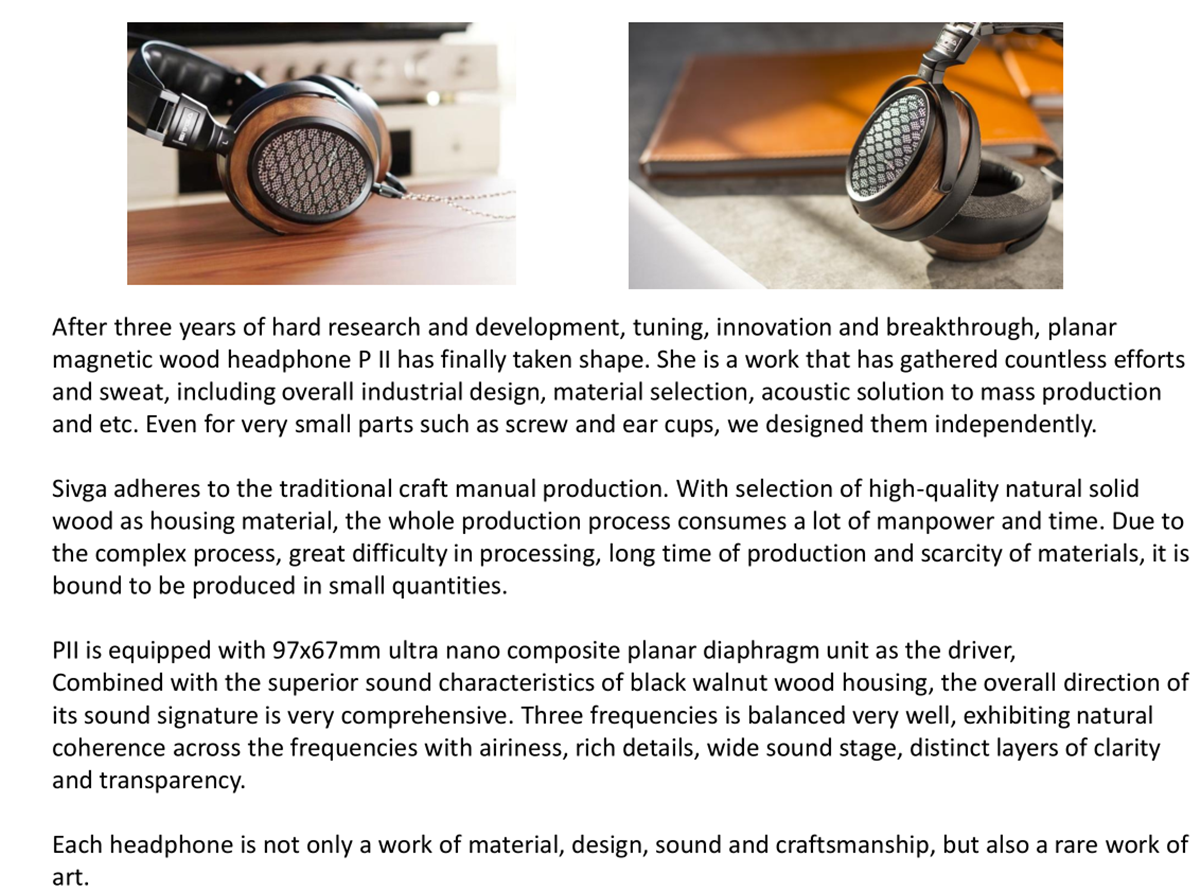 After three years of hard research and development, tuning, innovation and breakthrough, planar
magnetic wood headphone P II has finally taken shape. She is a work that has gathered countless efforts
and sweat, including overall industrial design, material selection, acoustic solution to mass production
and etc. Even for very small parts such as screw and ear cups, we designed them independently.
Sivga adheres to the traditional craft manual production. With selection of high-quality natural solid
wood as housing material, the whole production process consumes a lot of manpower and time. Due to
the complex process, great difficulty in processing, long time of production and scarcity of materials, it is
bound to be produced in small quantities.
PII is equipped with 97x67mm ultra nano composite planar diaphragm unit as the driver,
Combined with the superior sound characteristics of black walnut wood housing, the overall direction of
its sound signature is very comprehensive. Three frequencies is balanced very well, exhibiting natural
coherence across the frequencies with airiness, rich details, wide sound stage, distinct layers of clarity
and transparency.
Each headphone is not only a work of material, design, sound and craftsmanship, but also a rare work of
art.